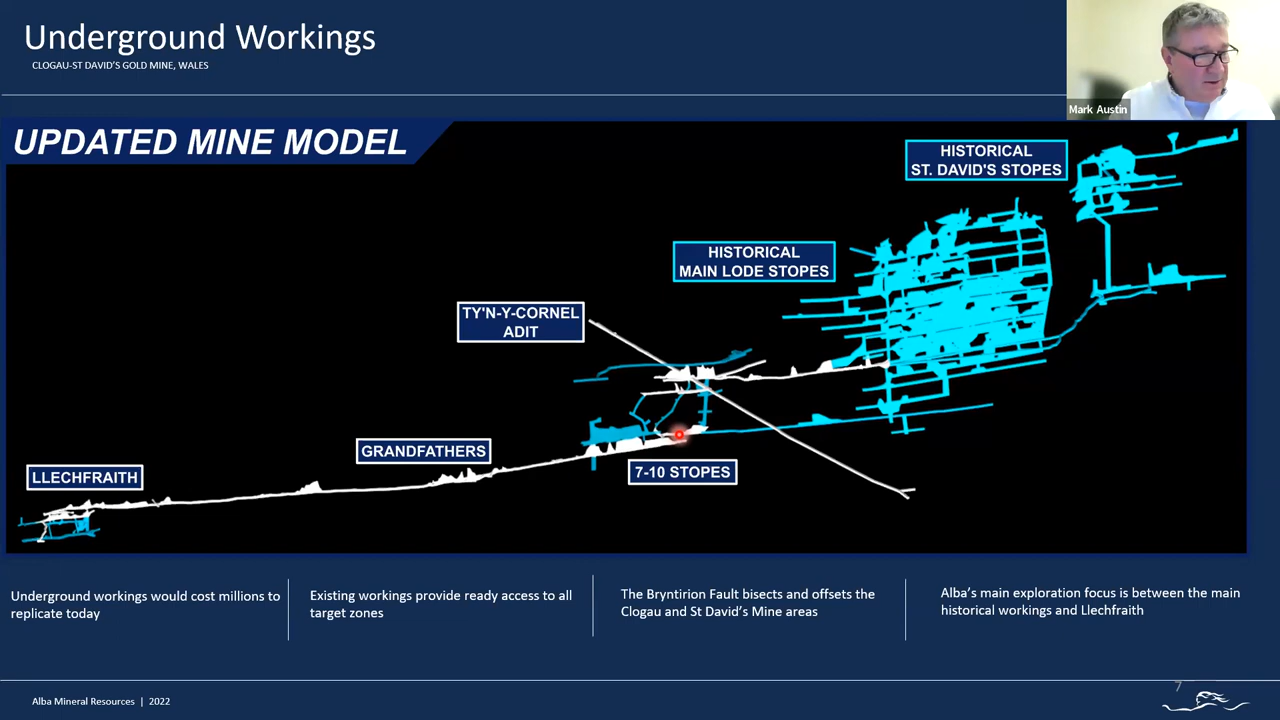 Underground Workings
CLOGAU-ST DAVID'S GOLD MINE, WALES
Mark Austin
UPDATED MINE MODEL
HISTORICAL
ST. DAVID'S STOPES
HISTORICAL
MAIN LODE STOPES
TY'N-Y-CORNEL
ADIT
GRANDFATHERS
LLECHFRAITH
7-10 STOPES
Underground workings would cost millions to
replicate today
Existing workings provide ready access to all
target zones
The Bryntirion Fault bisects and offsets the
Clogau and St David's Mine areas
Alba's main exploration focus is between the main
historical workings and Llechfraith
Alba Mineral Resources | 2022
7